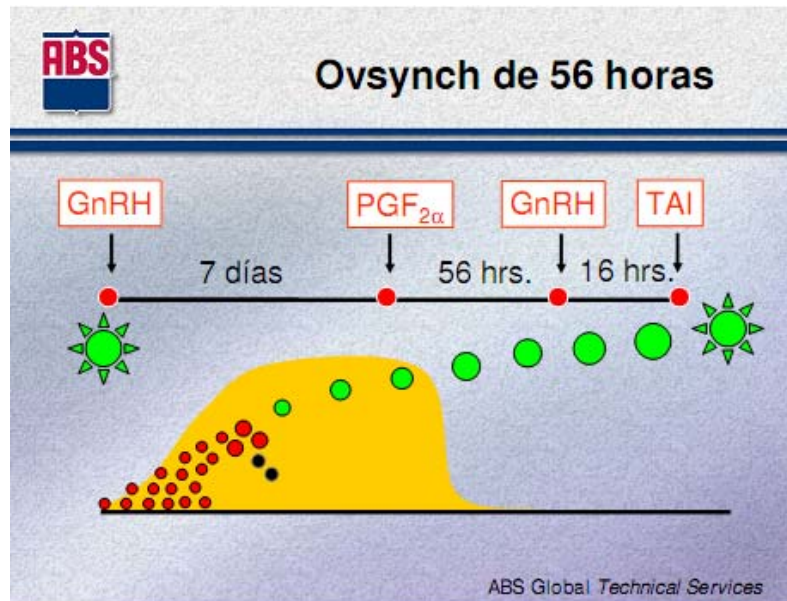 ABS
Ovsynch de 56 horas
GnRH
PGF2α
GnRH
TAI
7 días
56 hrs.
16 hrs.
ABS Global Technical Services